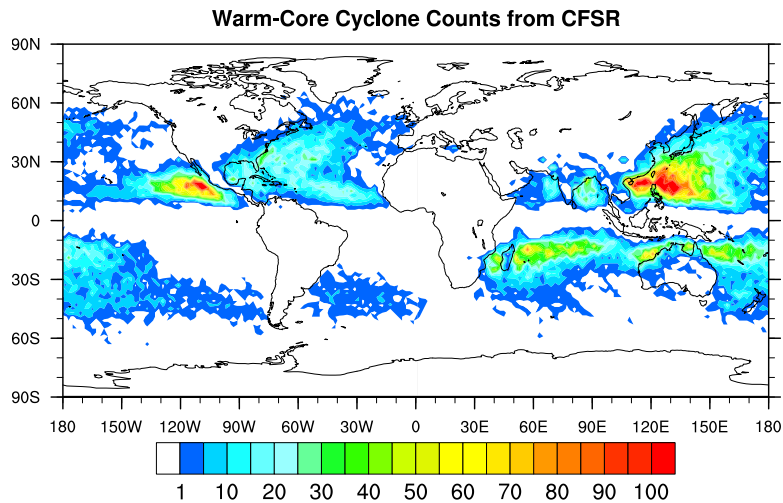 Warm-Core Cyclone Counts from CFSR
90N
60N
30N
0
30S
60S
90S
180 150W 120W 90W 60W 30W 0 30E 60E 90E 120E 150E 180
1 10 20 30 40 50 60 70 80 90 100